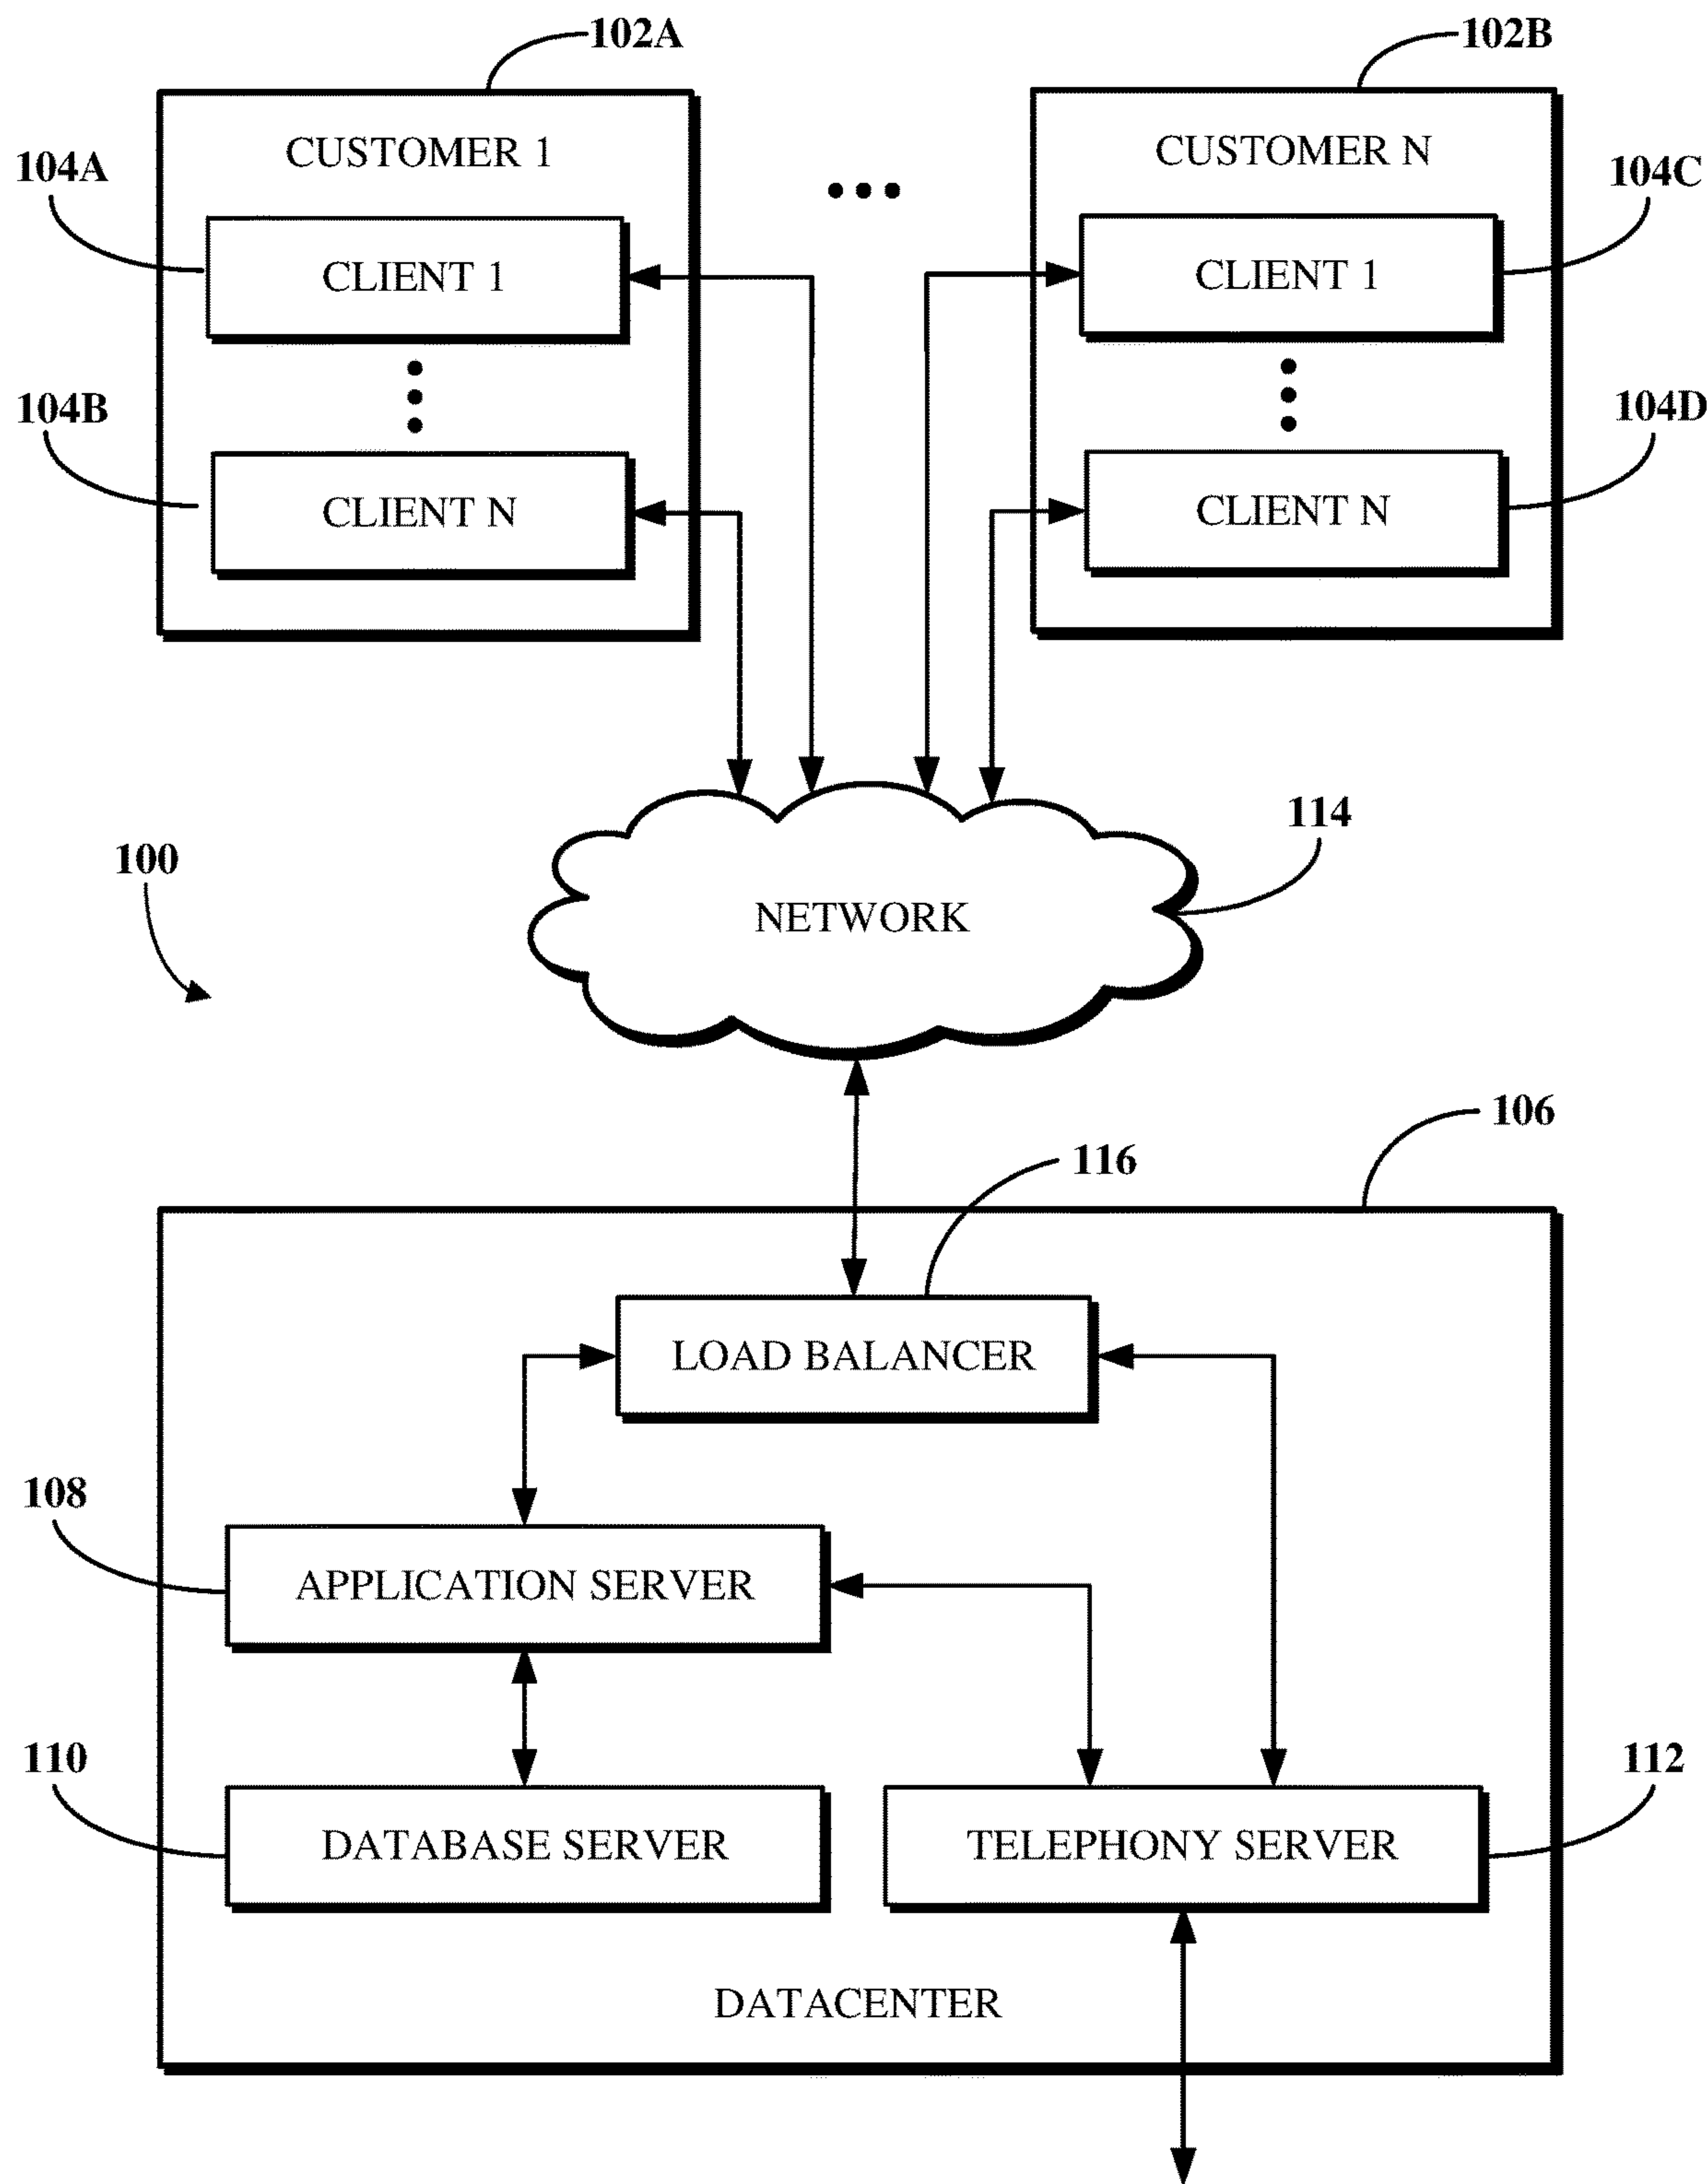 102A
102B
CUSTOMER 1
CUSTOMER N
104A
104C
CLIENT 1
CLIENT 1
104B
104D
CLIENT N
CLIENT N
114
100
NETWORK
106
116
LOAD BALANCER
108
APPLICATION SERVER
110
112
DATABASE SERVER
TELEPHONY SERVER
DATACENTER